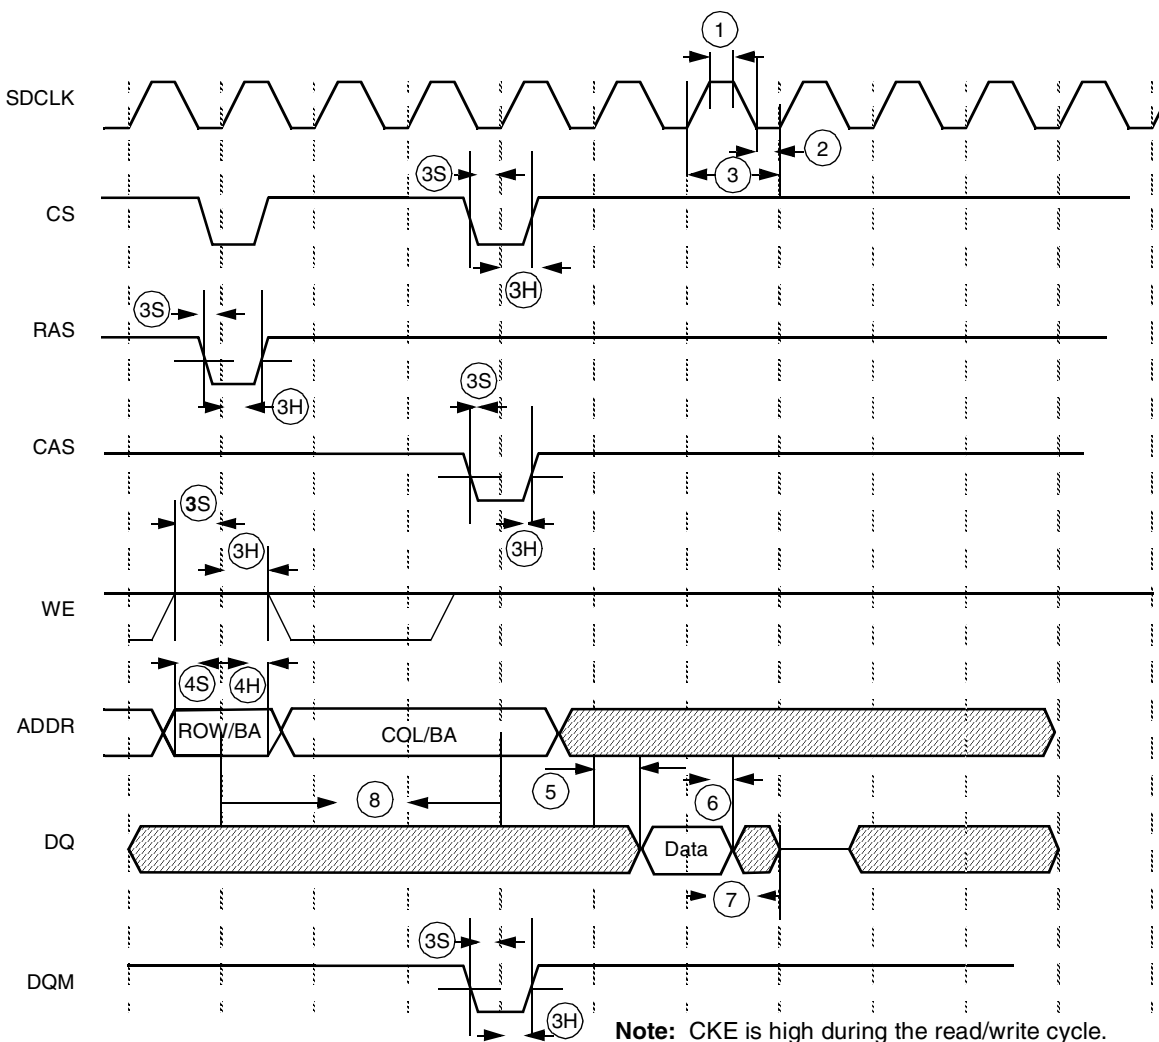 1
SDCLK
2
3S
3
CS
3H
3S
RAS
3S
3H
CAS
3S
3H
3H
WE
4S
4H
ADDR
ROW/BA
COL/BA
5
8
6
DQ
Data
7
3S
DQM
3H
Note: CKE is high during the read/write cycle.